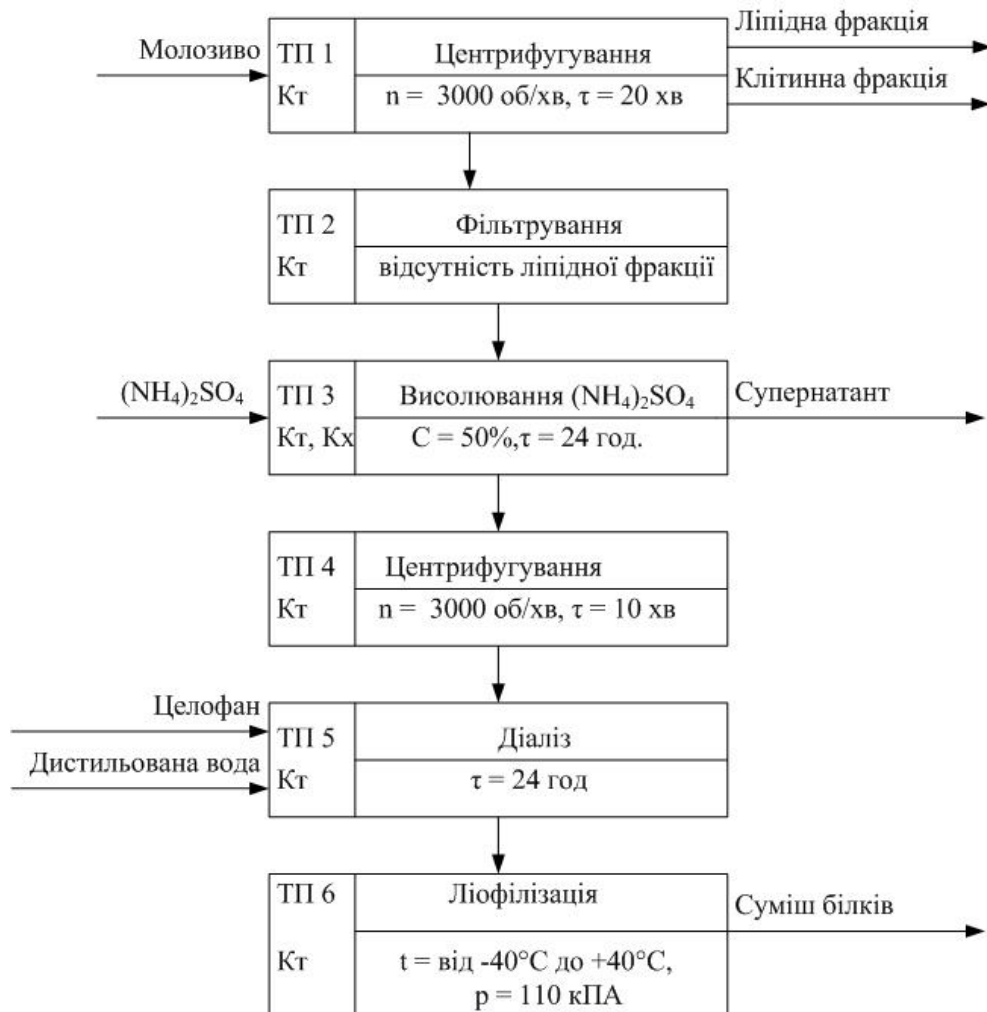 Молозиво
ТП 1
Кт
Центрифугування
n = 3000 об/хв, τ = 20 хв
Ліпідна фракція
Клітинна фракція
ТП 2
Кт
Фільтрування
відсутність ліпідної фракції
(NH₄)₂SO₄
ТП 3
Кт, Кх
Висолювання (NH₄)₂SO₄
С = 50%,τ = 24 год.
Супернатант
ТП 4
Кт
Центрифугування
n = 3000 об/хв, τ = 10 хв
Целофан
Дистильована вода
ТП 5
Кт
Діаліз
τ = 24 год
ТП 6
Кт
Ліофілізація
t = від -40°С до +40°С,
р = 110 кПА
Суміш білків